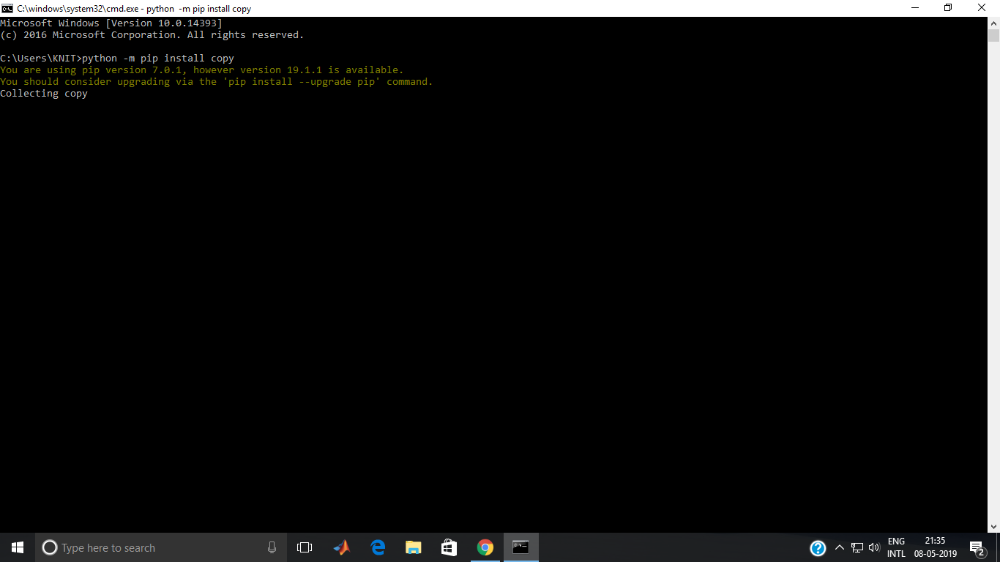 C:\windows\system32\cmd.exe - python  -m pip install copy
Microsoft Windows [Version 10.0.14393]
(c) 2016 Microsoft Corporation. All rights reserved.
C:\Users\KNIT>python -m pip install copy
You are using pip version 7.0.1, however version 19.1.1 is available.
You should consider upgrading via the 'pip install --upgrade pip' command.
Collecting copy
Type here to search
ENG
INTL
21:35
08-05-2019
2